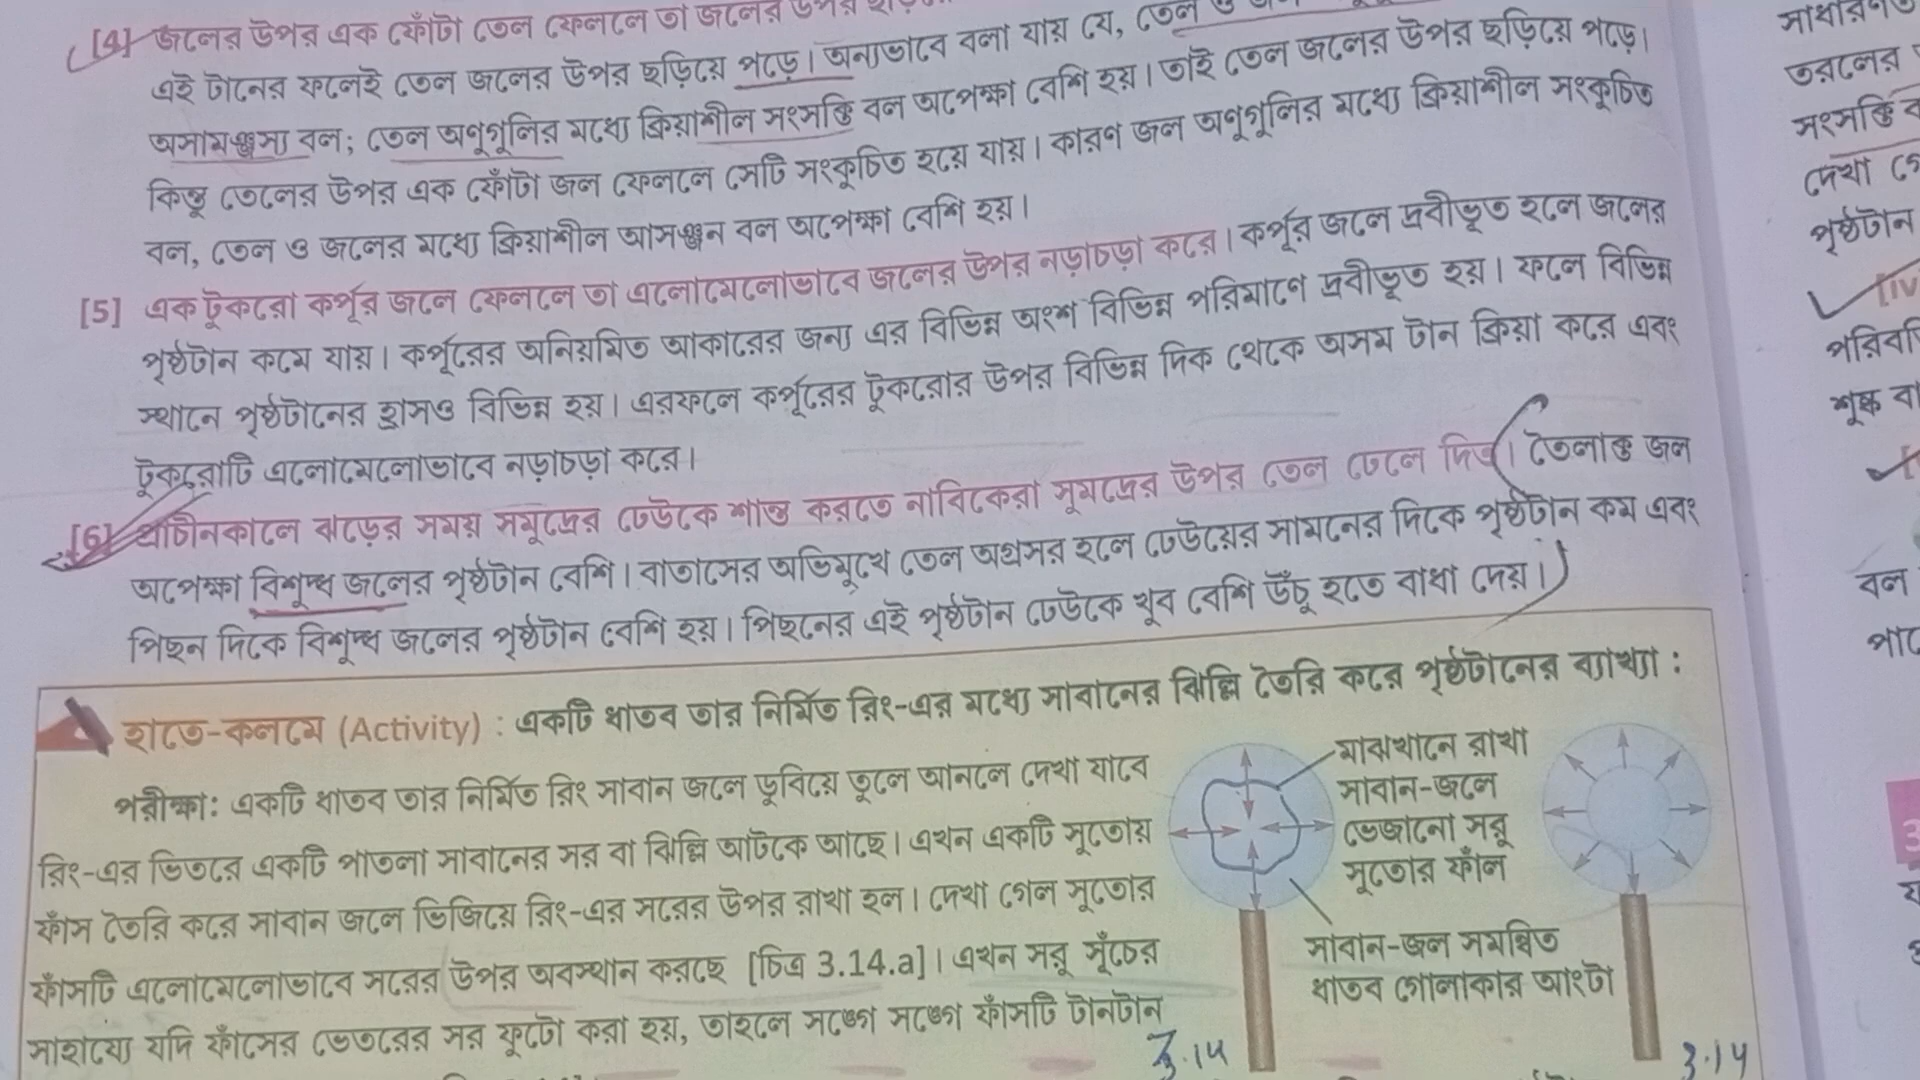 [4] জলের উপর এক ফোঁটা তেল ফেললে তা জলের উপর
এই টানের ফলেই তেল জলের উপর ছড়িয়ে পড়ে। অন্যভাবে বলা যায় যে, তেল ও
অসামঞ্জস্য বল; তেল অণুগুলির মধ্যে ক্রিয়াশীল সংসক্তি বল অপেক্ষা বেশি হয়। তাই তেল জলের উপর ছড়িয়ে পড়ে।
কিন্তু তেলের উপর এক ফোঁটা জল ফেললে সেটি সংকুচিত হয়ে যায়। কারণ জল অণুগুলির মধ্যে ক্রিয়াশীল সংকুচিত
বল, তেল ও জলের মধ্যে ক্রিয়াশীল আসঞ্জন বল অপেক্ষা বেশি হয়।
[5] এক টুকরো কর্পূর জলে ফেললে তা এলোমেলোভাবে জলের উপর নড়াচড়া করে। কর্পূর জলে দ্রবীভূত হলে জলের
পৃষ্ঠটান কমে যায়। কর্পূরের অনিয়মিত আকারের জন্য এর বিভিন্ন অংশ বিভিন্ন পরিমাণে দ্রবীভূত হয়। ফলে বিভিন্ন
স্থানে পৃষ্ঠটানের হ্রাসও বিভিন্ন হয়। এরফলে কর্পূরের টুকরোর উপর বিভিন্ন দিক থেকে অসম টান ক্রিয়া করে এবং
টুকরোটি এলোমেলোভাবে নড়াচড়া করে।
[6] প্রাচীনকালে ঝড়ের সময় সমুদ্রের ঢেউকে শান্ত করতে নাবিকেরা সুমদ্রের উপর তেল ঢেলে দিত। তৈলাক্ত জল
অপেক্ষা বিশুদ্ধ জলের পৃষ্ঠটান বেশি। বাতাসের অভিমুখে তেল অগ্রসর হলে ঢেউয়ের সামনের দিকে পৃষ্ঠটান কম এবং
পিছন দিকে বিশুদ্ধ জলের পৃষ্ঠটান বেশি হয়। পিছনের এই পৃষ্ঠটান ঢেউকে খুব বেশি উঁচু হতে বাধা দেয়।
হাতে-কলমে (Activity) : একটি ধাতব তার নির্মিত রিং-এর মধ্যে সাবানের ঝিল্লি তৈরি করে পৃষ্ঠটানের ব্যাখ্যা :
পরীক্ষা: একটি ধাতব তার নির্মিত রিং সাবান জলে ডুবিয়ে তুলে আনলে দেখা যাবে
রিং-এর ভিতরে একটি পাতলা সাবানের সর বা ঝিল্লি আটকে আছে। এখন একটি সুতোয়
ফাঁস তৈরি করে সাবান জলে ভিজিয়ে রিং-এর সরের উপর রাখা হল। দেখা গেল সুতোর
ফাঁসটি এলোমেলোভাবে সরের উপর অবস্থান করছে [চিত্র 3.14.a]। এখন সরু সূঁচের
সাহায্যে যদি ফাঁসের ভেতরের সর ফুটো করা হয়, তাহলে সঙ্গে সঙ্গে ফাঁসটি টানটান
মাঝখানে রাখা
সাবান-জলে
ভেজানো সরু
সুতোর ফাঁস
সাবান-জল সমন্বিত
ধাতব গোলাকার আংটা
3.14
3.14
তরলের
দেখা
পৃষ্ঠটান
[iv
বল